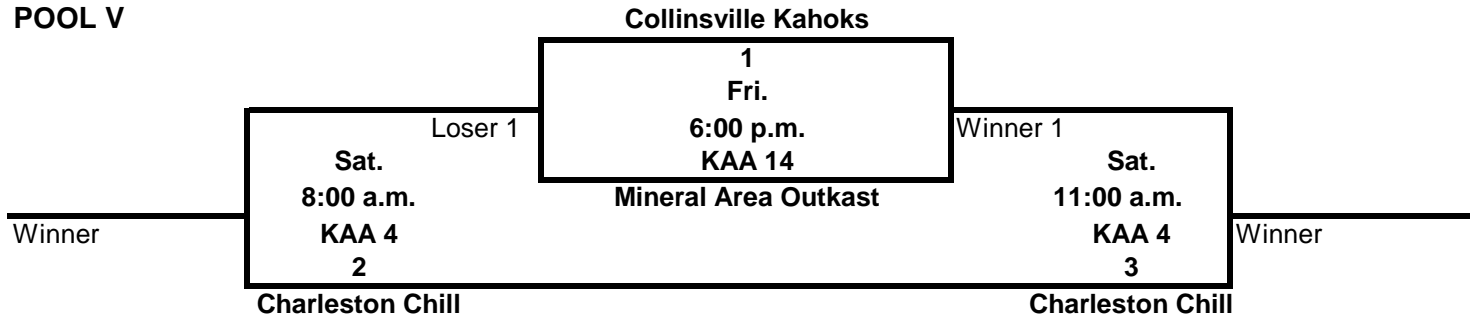 POOL V
Collinsville Kahoks
1
Fri.
6:00 p.m.
KAA 14
Mineral Area Outkast
Loser 1
Winner 1
Sat.
8:00 a.m.
KAA 4
2
Charleston Chill
Winner
Sat.
11:00 a.m.
KAA 4
3
Charleston Chill
Winner